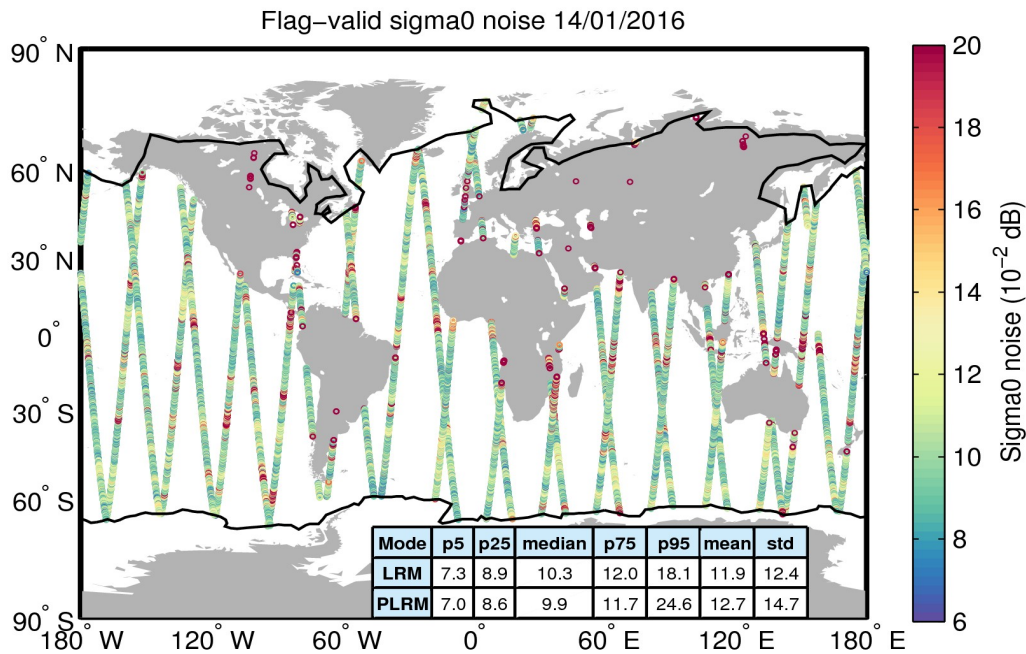 Flag−valid sigma0 noise 14/01/2016
90° N
60° N
30° N
0°
30° S
60° S
90° S
180° W
120° W
60° W
0°
60° E
120° E
180° E
Mode p5 p25 median p75 p95 mean std
LRM 7.3 8.9 10.3 12.0 18.1 11.9 12.4
PLRM 7.0 8.6 9.9 11.7 24.6 12.7 14.7
20
18
16
14
12
10
8
6
Sigma0 noise (10⁻² dB)